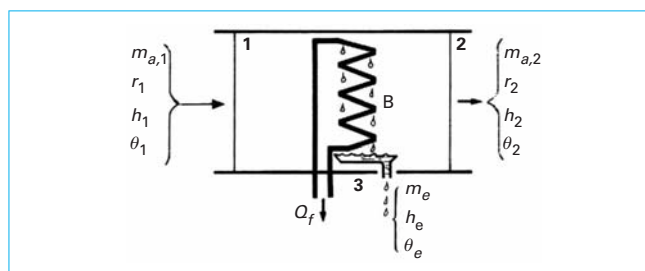 1
2
m_{a,1}
r_1
h_1
θ_1
B
m_{a,2}
r_2
h_2
θ_2
3
Q_f
m_e
h_e
θ_e